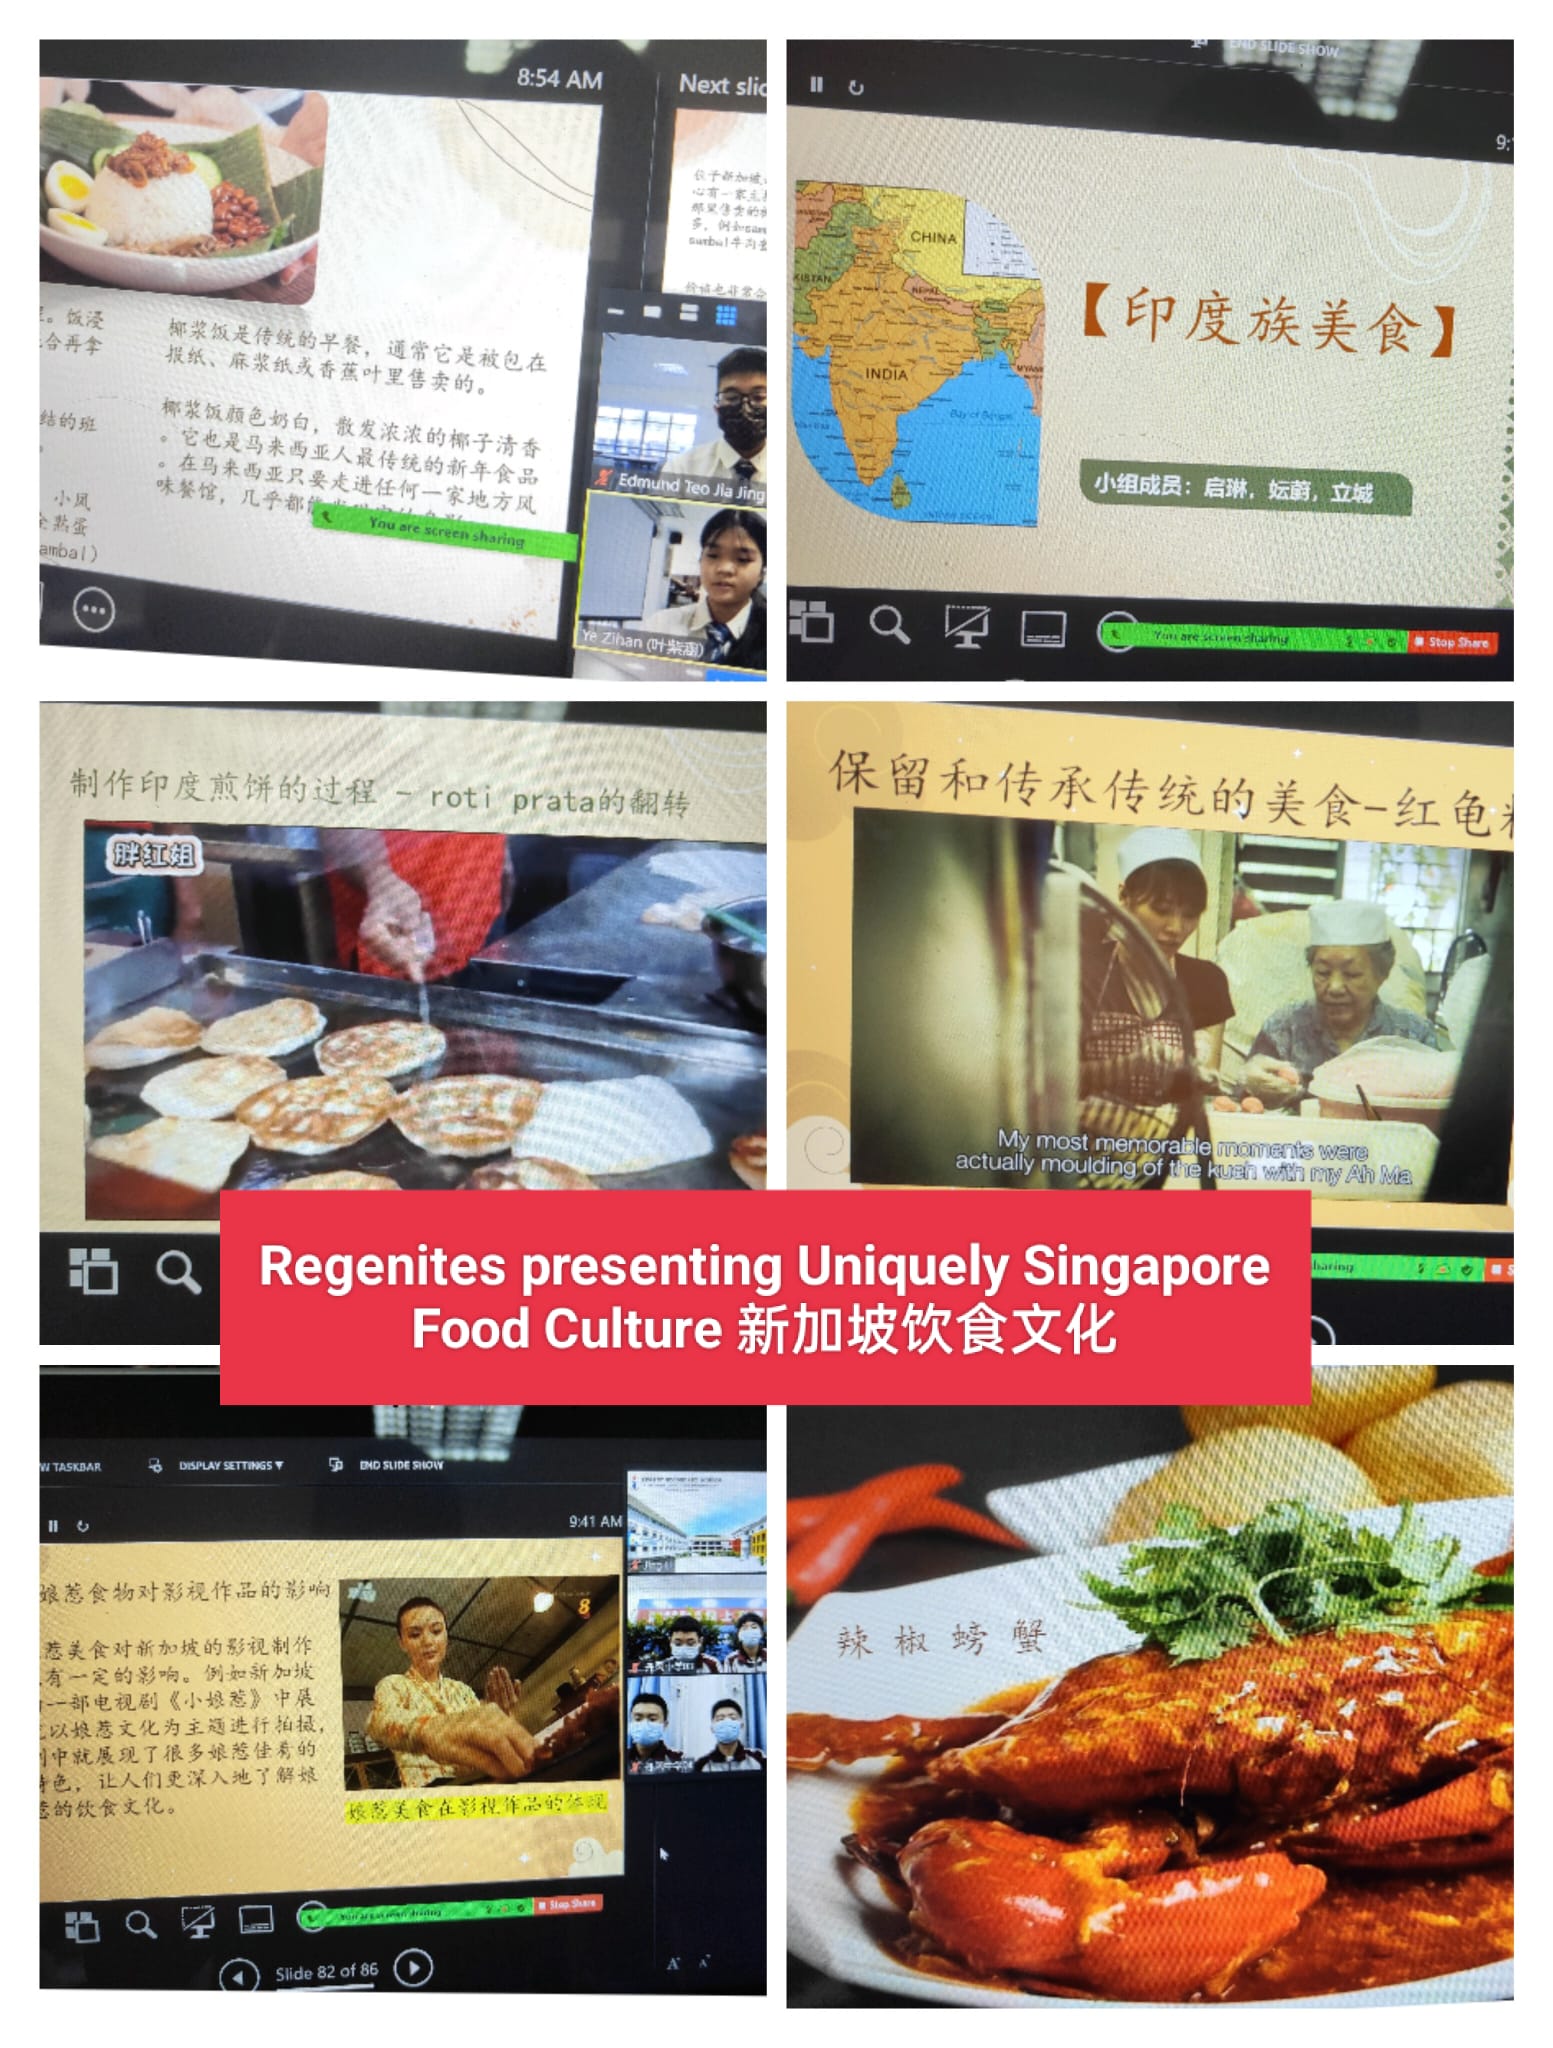 8:54 AM
Next slid
。饭浸
合再拿
椰浆饭是传统的早餐，通常它是被包在
报纸、麻浆纸或香蕉叶里售卖的。
结的班
椰浆饭颜色奶白，散发浓浓的椰子清香
。它也是马来西亚人最传统的新年食品
。在马来西亚只要走进任何一家地方风
味餐馆，几乎都
小凤
全熟蛋
ambal)
You are screen sharing
Edmund Teo Jia Jing
Ye Zihan (叶紫涵)
END SLIDE SHOW
9:
CHINA
NEPAL
INDIA
Bay of Bengal
【印度族美食】
小组成员：启琳，妘蔚，立城
You are screen sharing
Stop Share
制作印度煎饼的过程 - roti prata的翻转
胖红姐
保留和传承传统的美食-红龟
My most memorable moments were
actually moulding of the kueh with my Ah Ma
haring
Regenites presenting Uniquely Singapore
Food Culture 新加坡饮食文化
W TASKBAR
DISPLAY SETTINGS ▼
END SLIDE SHOW
9:41 AM
娘惹食物对影视作品的影响
惹美食对新加坡的影视制作
有一定的影响。例如新加坡
一部电视剧《小娘惹》中展
以娘惹文化为主题进行拍摄，
中就展现了很多娘惹佳肴的
特色，让人们更深入地了解娘
惹的饮食文化。
8
娘惹美食在影视作品的体现
You are screen sharing
Stop Share
Slide 82 of 86
辣椒螃蟹